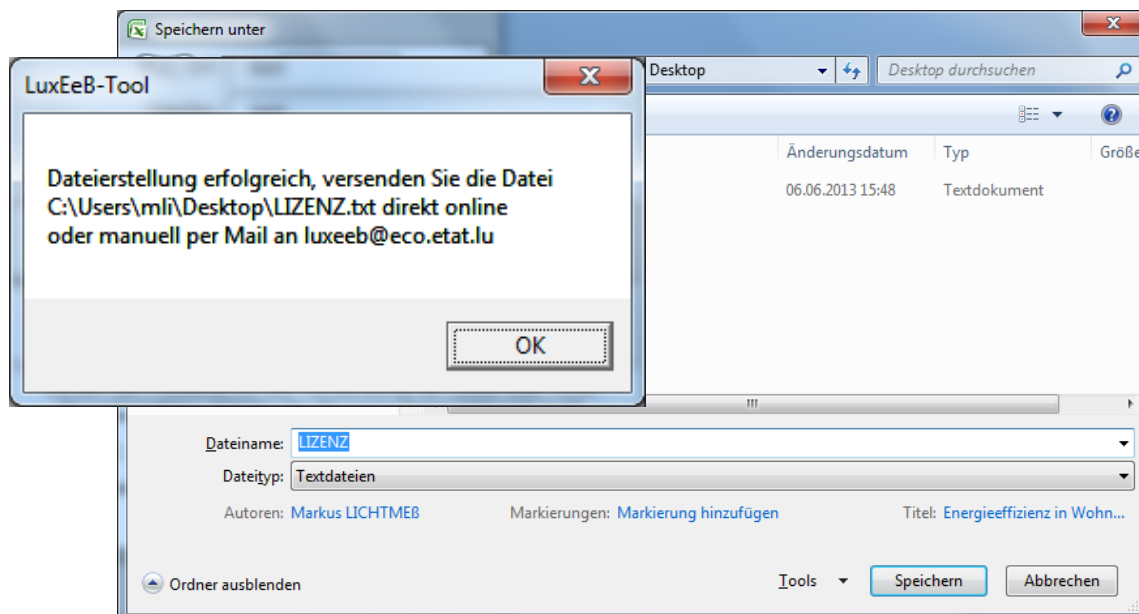 Speichern unter
Desktop
Desktop durchsuchen
LuxEeB-Tool
Dateierstellung erfolgreich, versenden Sie die Datei
C:\Users\mli\Desktop\LIZENZ.txt direkt online
oder manuell per Mail an luxeeb@eco.etat.lu
OK
Änderungsdatum Typ Größe
06.06.2013 15:48 Textdokument
Dateiname: LIZENZ
Dateityp: Textdateien
Autoren: Markus LICHTMEß Markierungen: Markierung hinzufügen Titel: Energieeffizienz in Wohn...
Ordner ausblenden Tools Speichern Abbrechen